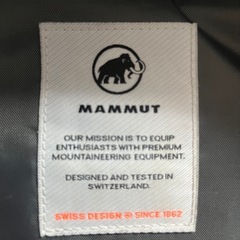 MAMMUT
OUR MISSION IS TO EQUIP
ENTHUSIASTS WITH PREMIUM
MOUNTAINEERING EQUIPMENT.
DESIGNED AND TESTED IN
SWITZERLAND.
SWISS DESIGN ⊕ SINCE 1862